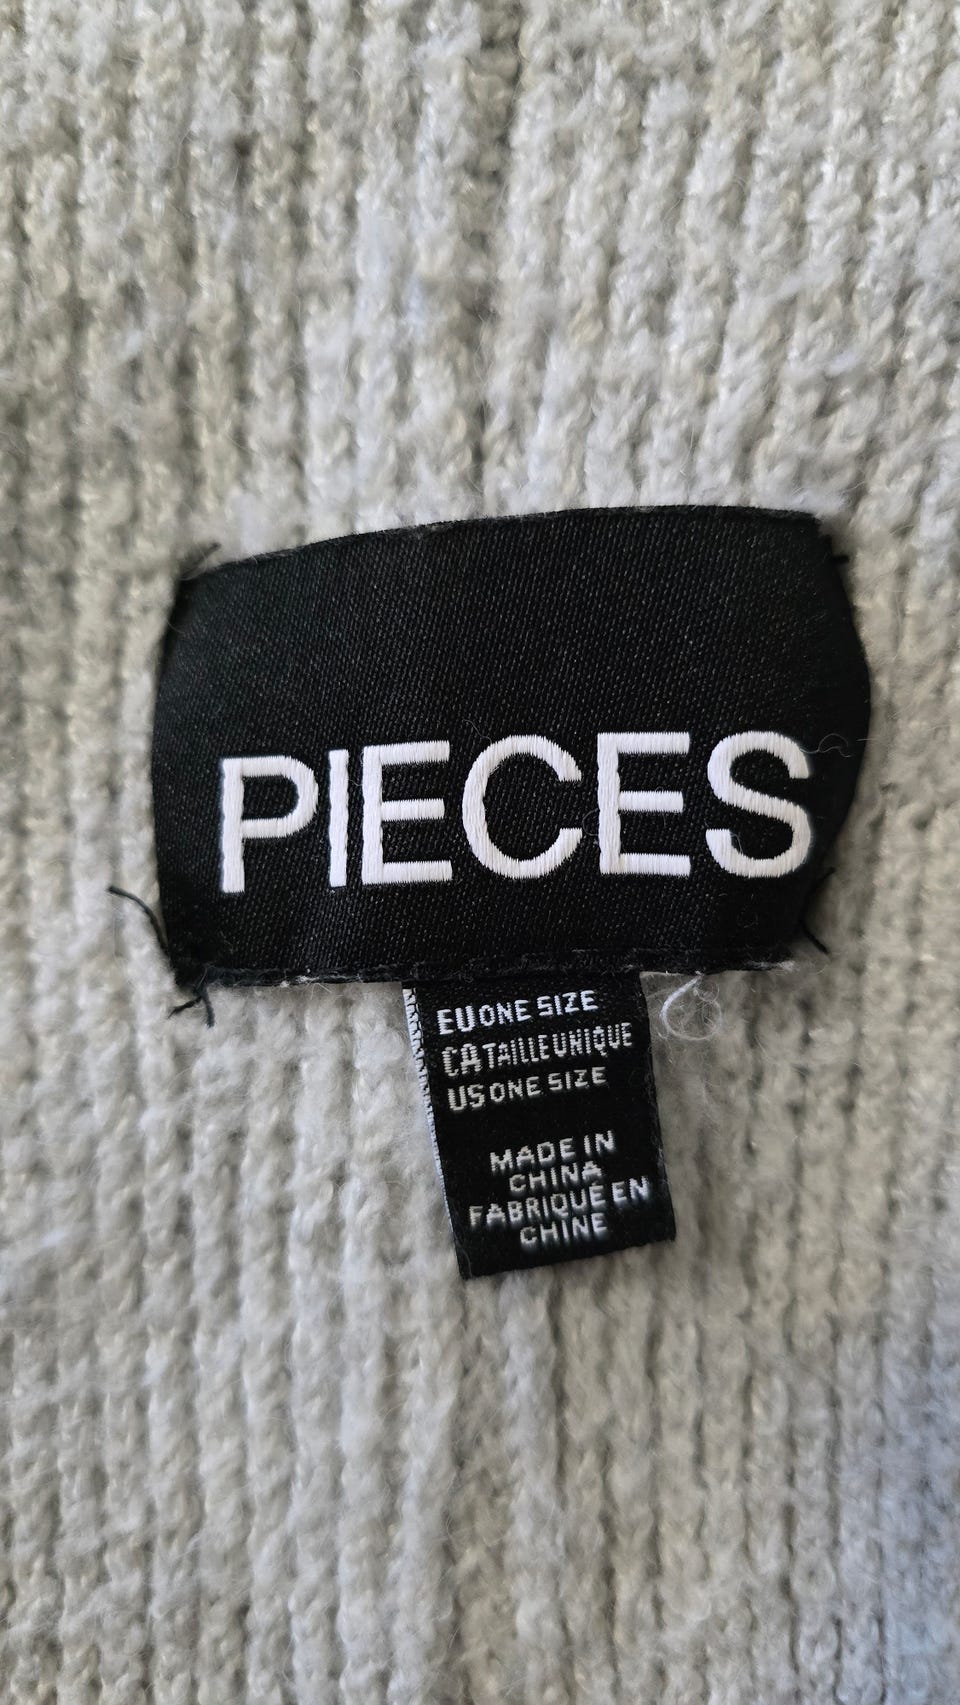 PIECES
EU ONE SIZE
CA TAILLE UNIQUE
US ONE SIZE
MADE IN
CHINA
FABRIQUÉ EN
CHINE